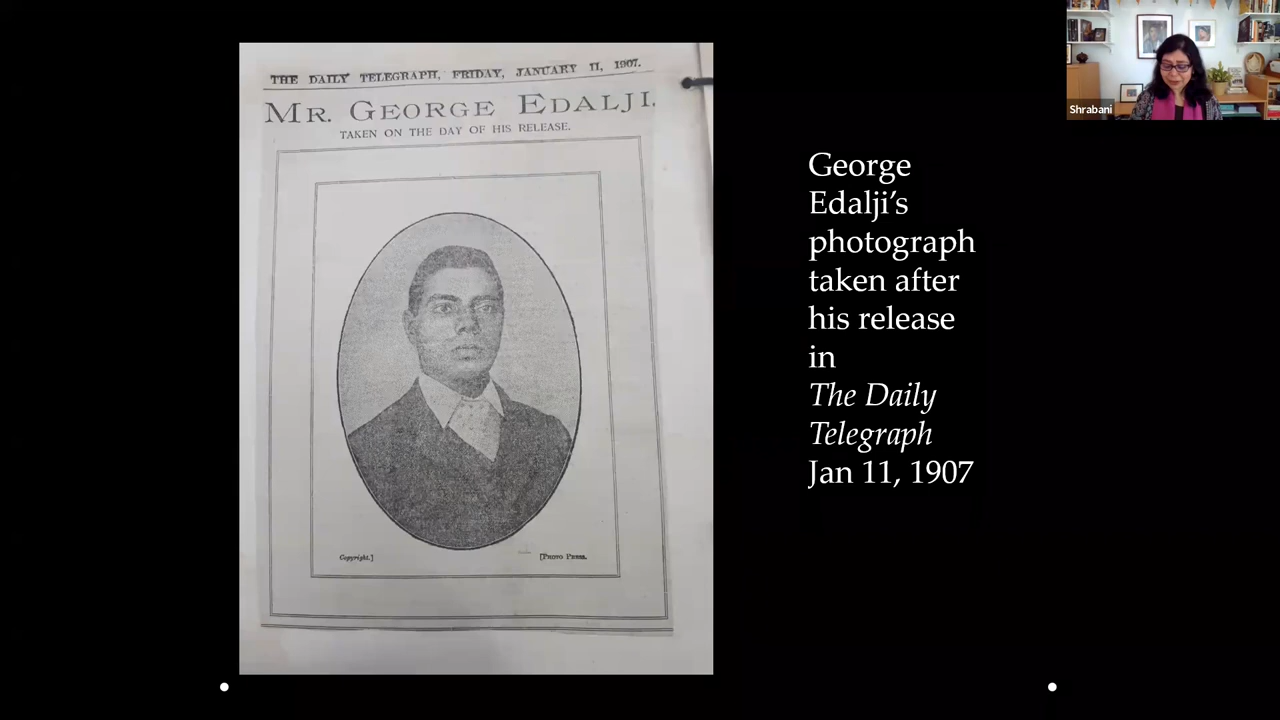 THE DAILY TELEGRAPH, FRIDAY, JANUARY 11, 1907.
MR. GEORGE EDALJI.
TAKEN ON THE DAY OF HIS RELEASE.
Copyright.]
[PHOTO PRESS.
George
Edalji’s
photograph
taken after
his release
in
The Daily
Telegraph
Jan 11, 1907
Shrabani